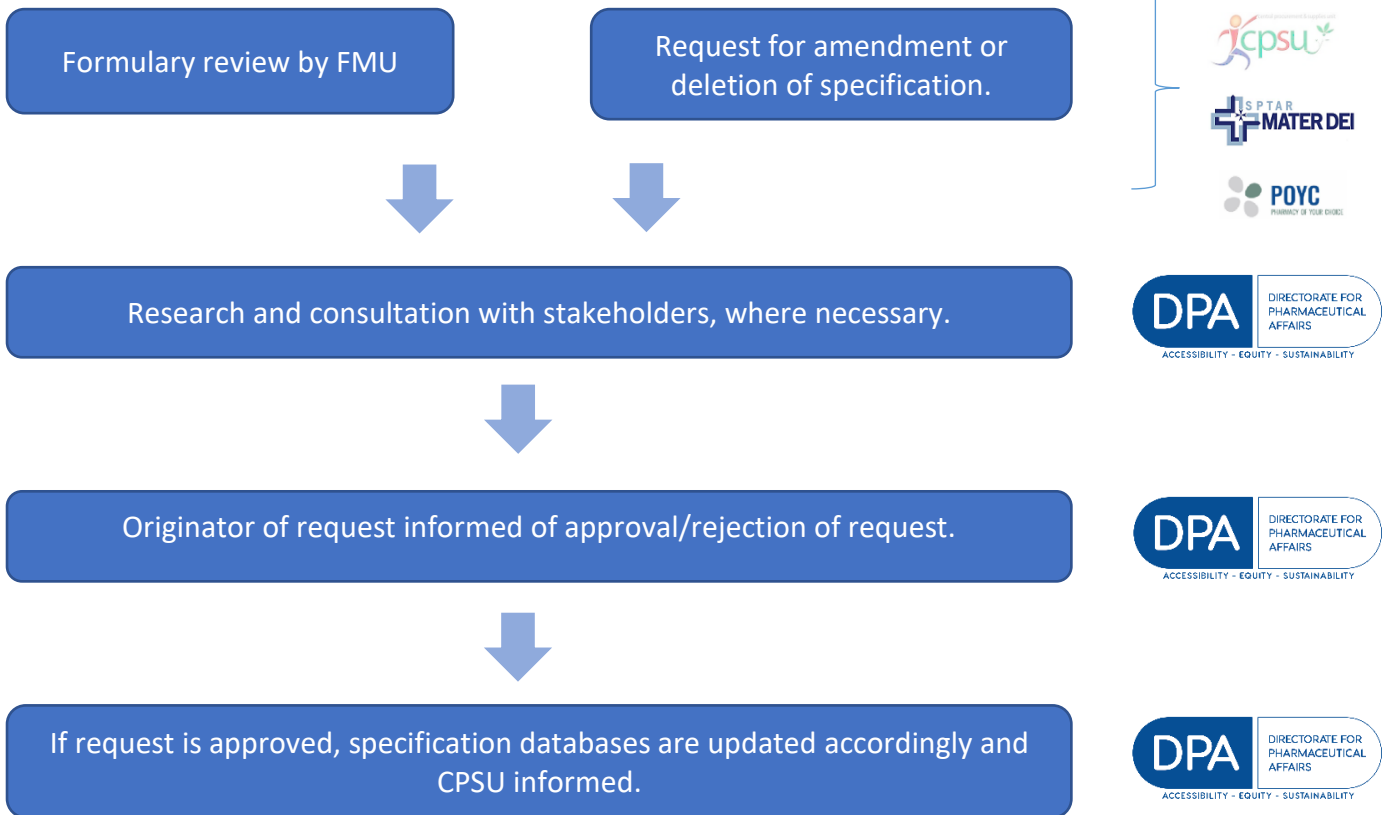 Formulary review by FMU
Request for amendment or
deletion of specification.
cpsu
SPTAR
MATER DEI
POYC
PHARMACY OF YOUR CHOICE
Research and consultation with stakeholders, where necessary.
DPA
DIRECTORATE FOR
PHARMACEUTICAL
AFFAIRS
ACCESSIBILITY - EQUITY - SUSTAINABILITY
Originator of request informed of approval/rejection of request.
DPA
DIRECTORATE FOR
PHARMACEUTICAL
AFFAIRS
ACCESSIBILITY - EQUITY - SUSTAINABILITY
If request is approved, specification databases are updated accordingly and
CPSU informed.
DPA
DIRECTORATE FOR
PHARMACEUTICAL
AFFAIRS
ACCESSIBILITY - EQUITY - SUSTAINABILITY